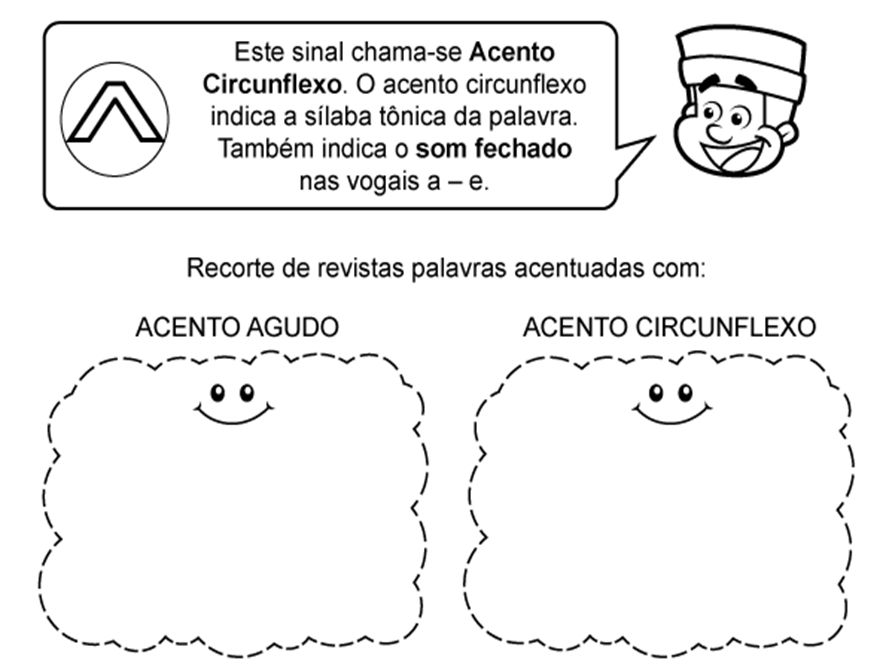 Este sinal chama-se Acento
Circunflexo. O acento circunflexo
indica a sílaba tônica da palavra.
Também indica o som fechado
nas vogais a – e.
Recorte de revistas palavras acentuadas com:
ACENTO AGUDO
ACENTO CIRCUNFLEXO